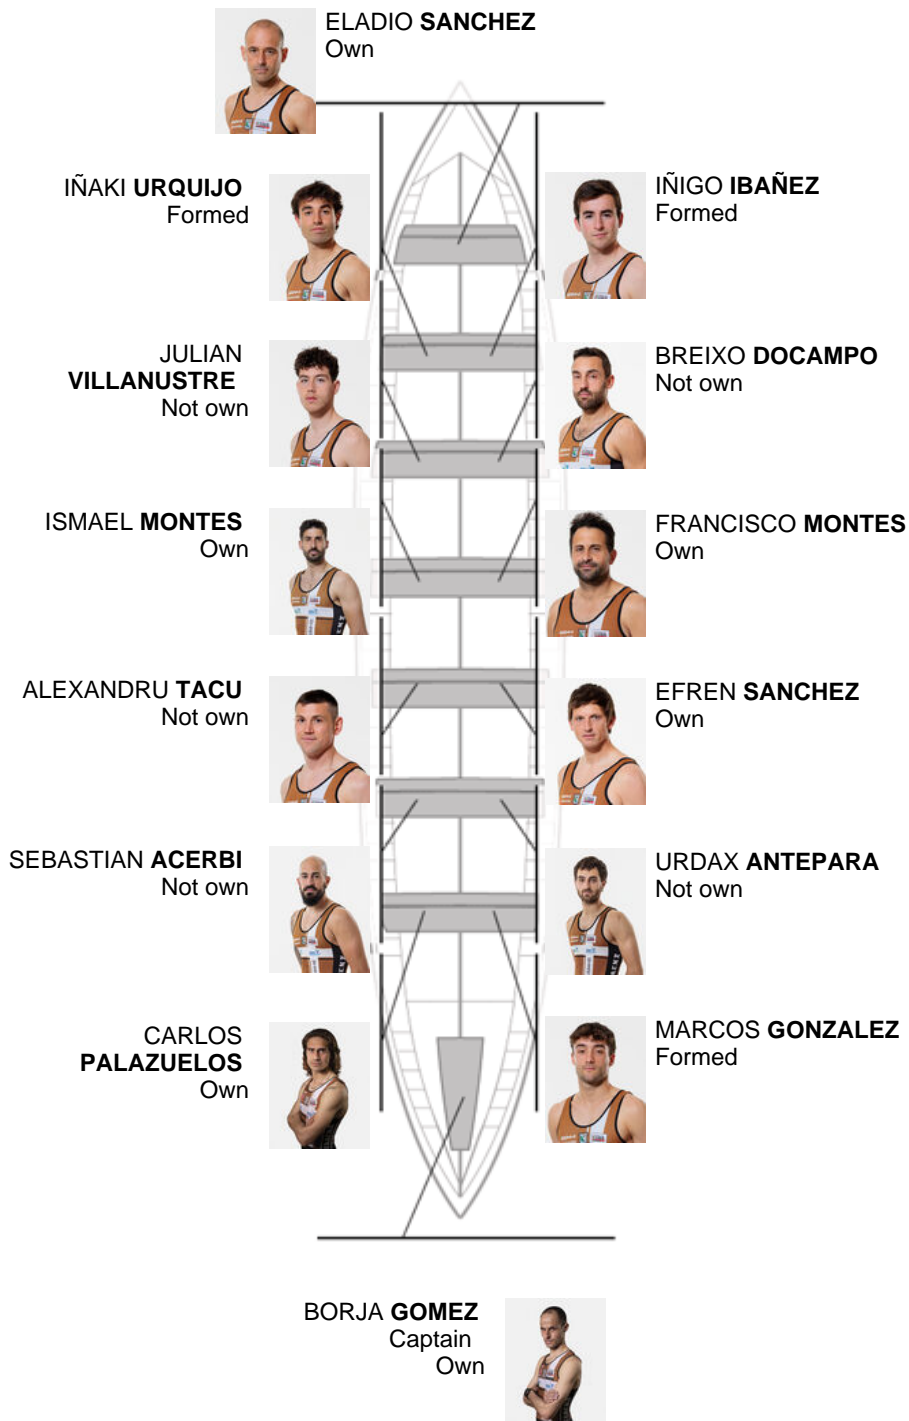 ELADIO SANCHEZ
Own
IÑAKI URQUIJO
Formed
IÑIGO IBAÑEZ
Formed
JULIAN
VILLANUSTRE
Not own
BREIXO DOCAMPO
Not own
ISMAEL MONTES
Own
FRANCISCO MONTES
Own
ALEXANDRU TACU
Not own
EFREN SANCHEZ
Own
SEBASTIAN ACERBI
Not own
URDAX ANTEPARA
Not own
CARLOS
PALAZUELOS
Own
MARCOS GONZALEZ
Formed
BORJA GOMEZ
Captain
Own